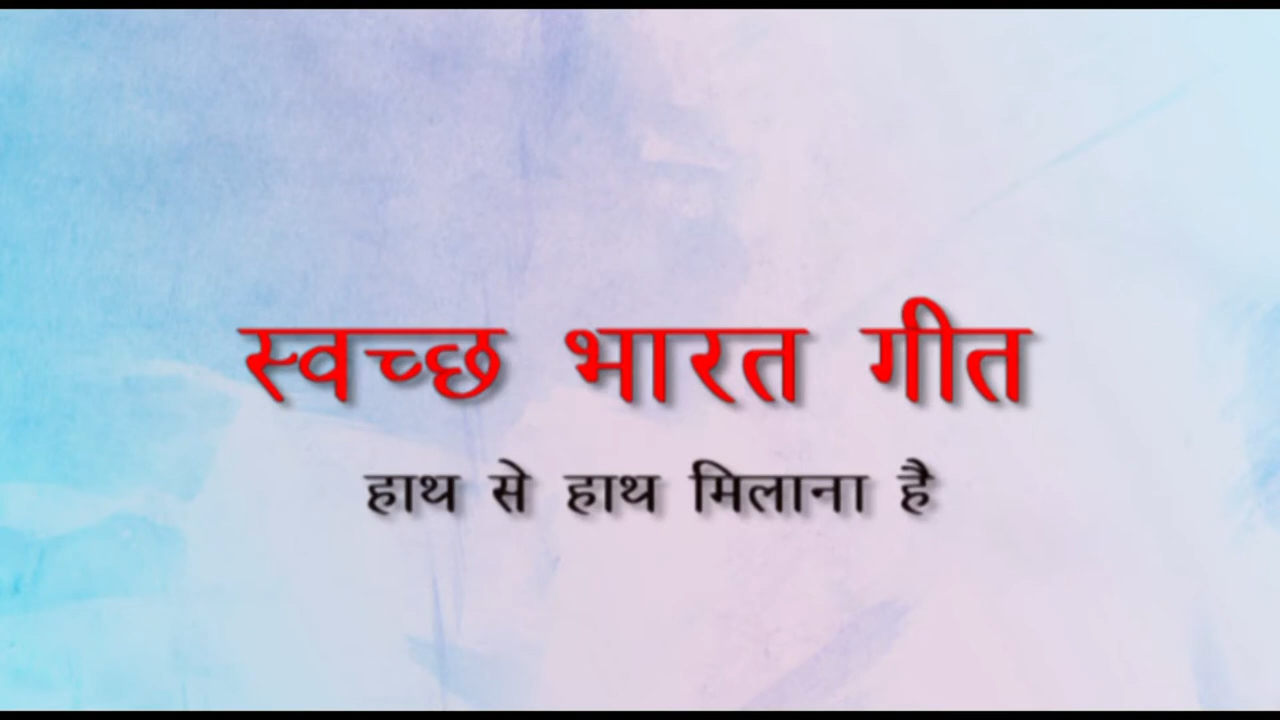 स्वच्छ भारत गीत
हाथ से हाथ मिलाना है